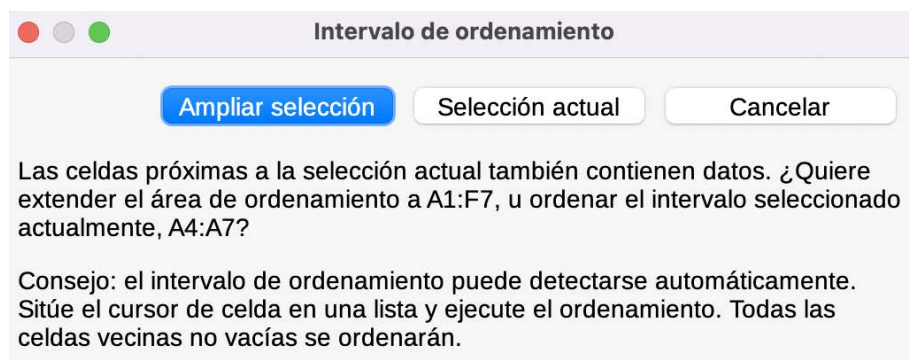 Intervalo de ordenamiento
Ampliar selección
Selección actual
Cancelar
Las celdas próximas a la selección actual también contienen datos. ¿Quiere
extender el área de ordenamiento a A1:F7, u ordenar el intervalo seleccionado
actualmente, A4:A7?
Consejo: el intervalo de ordenamiento puede detectarse automáticamente.
Sitúe el cursor de celda en una lista y ejecute el ordenamiento. Todas las
celdas vecinas no vacías se ordenarán.